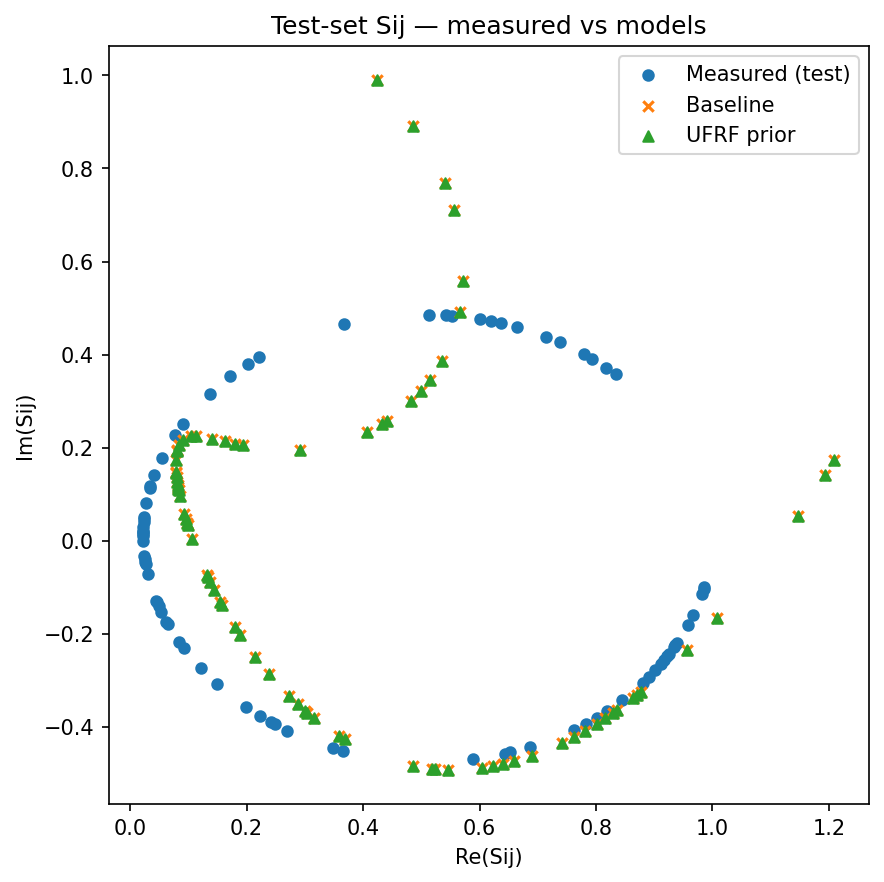 Test-set Sij — measured vs models
Measured (test)
Baseline
UFRF prior
1.0
0.8
0.6
0.4
0.2
0.0
−0.2
−0.4
Im(Sij)
0.0 0.2 0.4 0.6 0.8 1.0 1.2
Re(Sij)